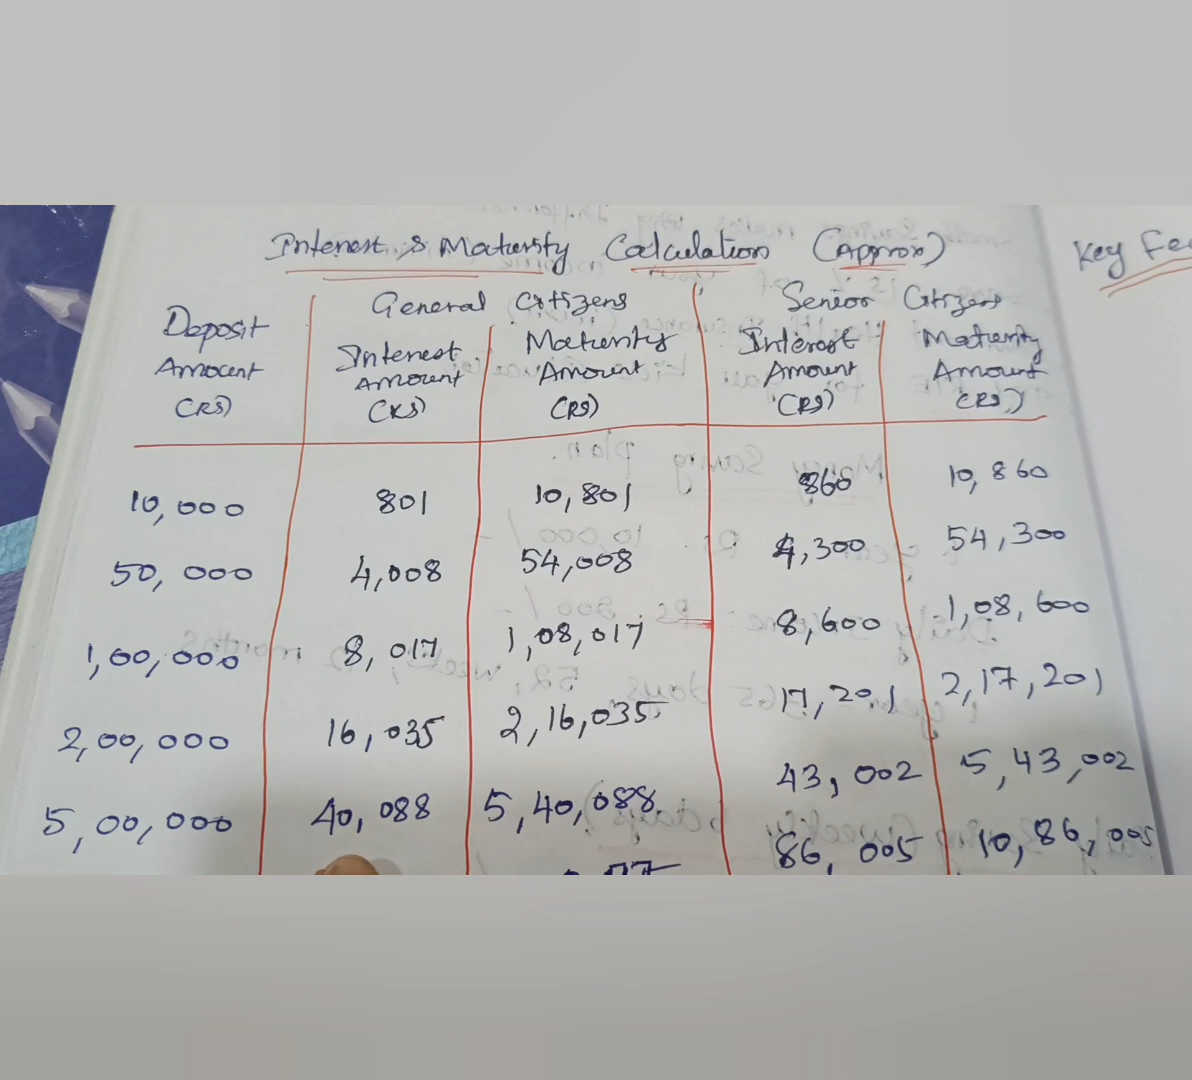 Interest & Maturity Calculation (Approx)
Key Fea
General Citizens Senior Citizens
Deposit Amount (RS) Interest Amount (RS) Maturity Amount (RS) Interest Amount (RS) Maturity Amount (RS)
10,000 801 10,801 860 10,860
50,000 4,008 54,008 4,300 54,300
1,00,000 8,017 1,08,017 8,600 1,08,600
2,00,000 16,035 2,16,035 17,201 2,17,201
5,00,000 40,088 5,40,088 43,002 5,43,002
86,005 10,86,005